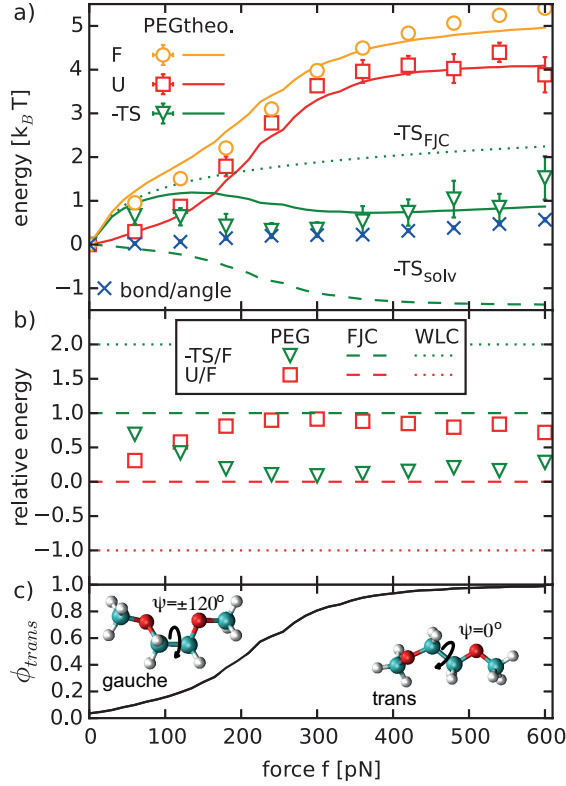 a)
PEG theo.
F
U
-TS
energy [k_B T]
5
4
3
2
1
0
−1
-TS_FJC
-TS_solv
bond/angle
b)
PEG FJC WLC
-TS/F
U/F
relative energy
2.0
1.5
1.0
0.5
0.0
−0.5
−1.0
c)
ϕ_trans
1.0
0.8
0.6
0.4
0.2
0.0
ψ=±120°
gauche
ψ=0°
trans
0 100 200 300 400 500 600
force f [pN]